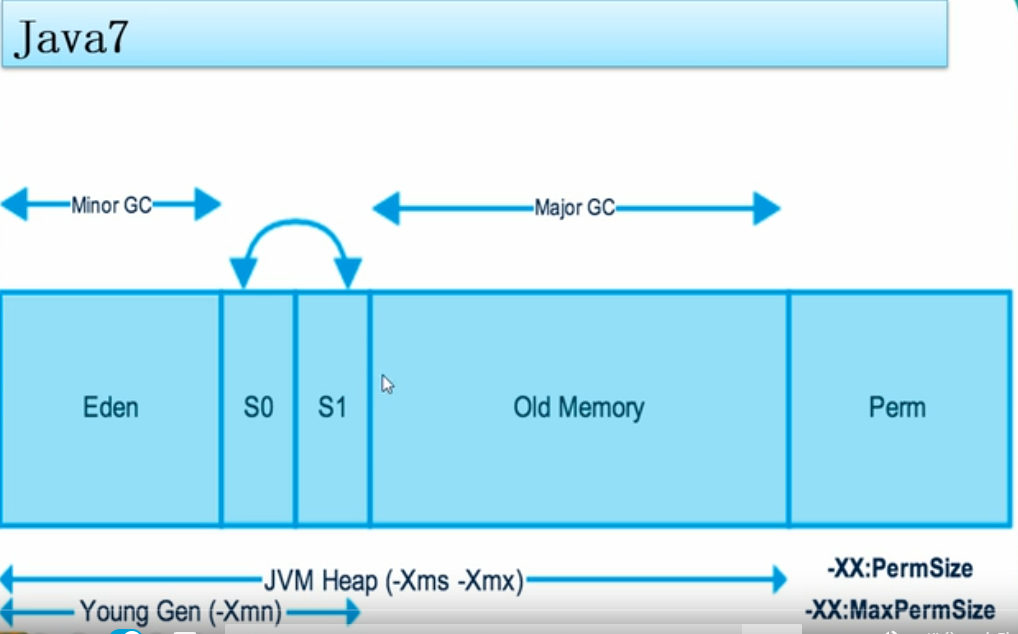 Java7
Minor GC
Major GC
Eden
S0
S1
Old Memory
Perm
JVM Heap (-Xms -Xmx)
-XX:PermSize
Young Gen (-Xmn)
-XX:MaxPermSize